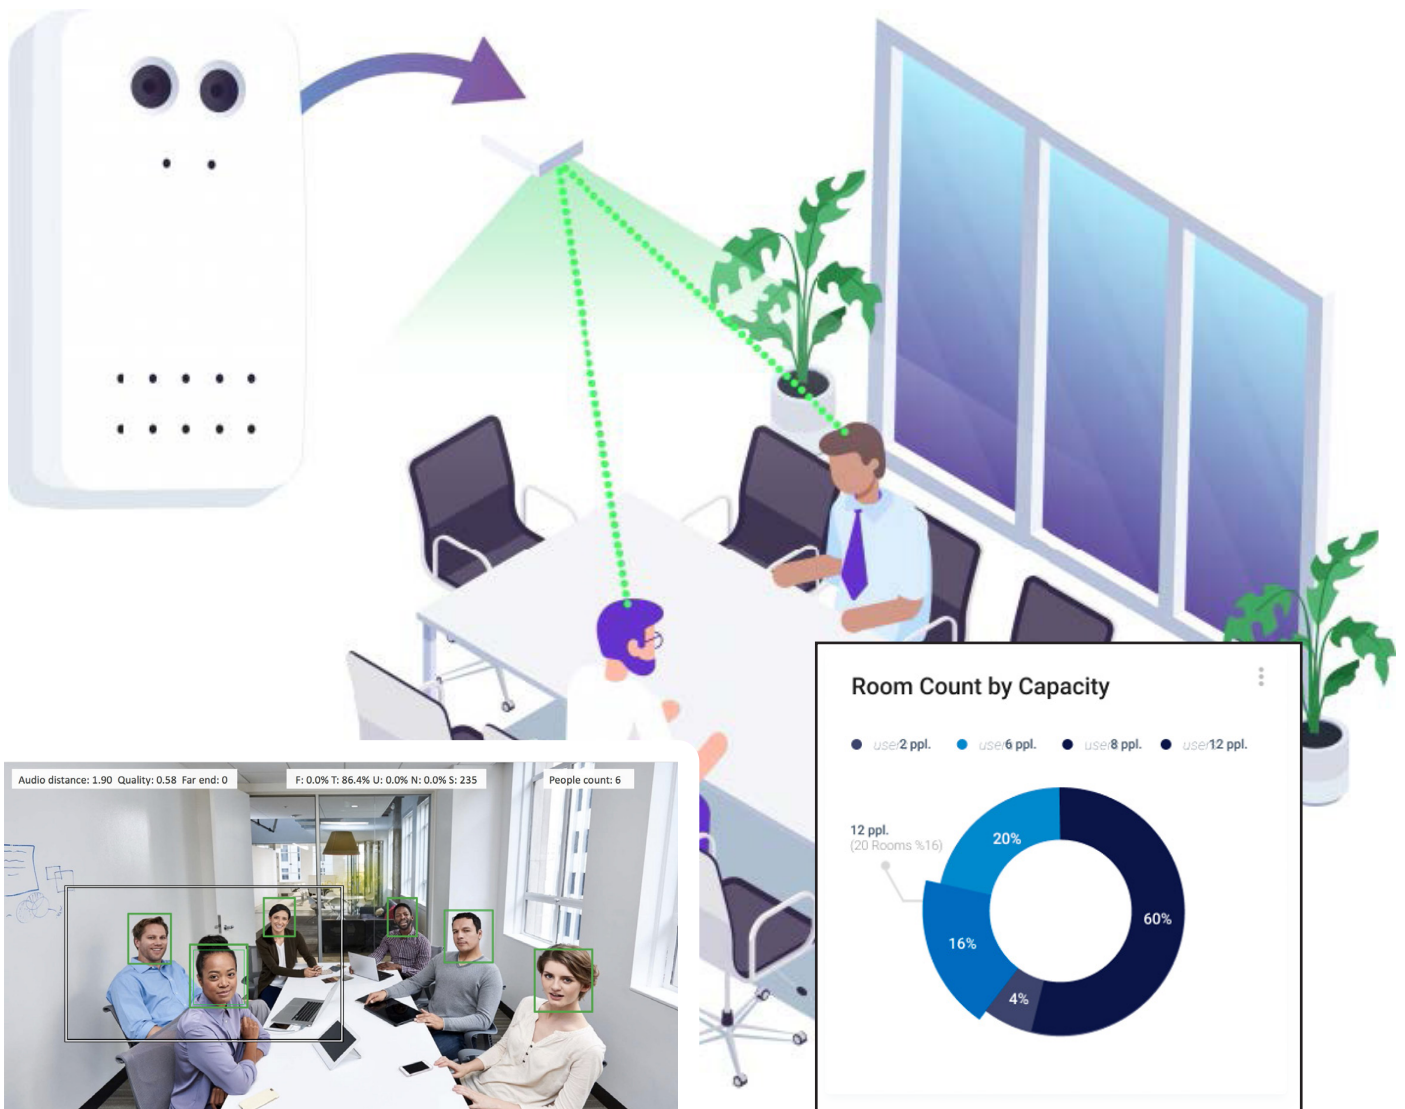 Room Count by Capacity
user2 ppl. user6 ppl. user8 ppl. user12 ppl.
12 ppl.
(20 Rooms %16)
20%
60%
16%
4%
Audio distance: 1.90 Quality: 0.58 Far end: 0
F: 0.0% T: 86.4% U: 0.0% N: 0.0% S: 235
People count: 6